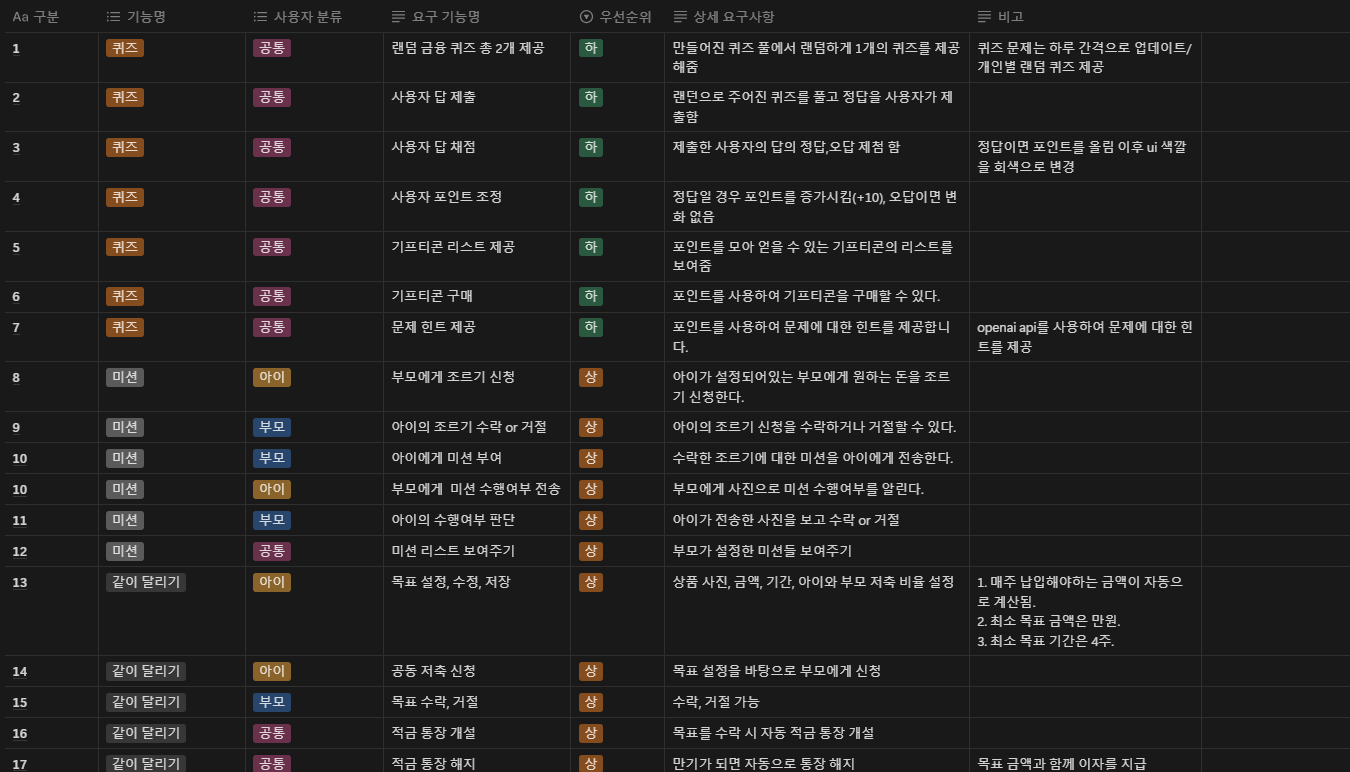 Aa 구분 기능명 사용자 분류 요구 기능명 우선순위 상세 요구사항 비고
1 퀴즈 공통 랜덤 금융 퀴즈 총 2개 제공 하 만들어진 퀴즈 풀에서 랜덤하게 1개의 퀴즈를 제공 퀴즈 문제는 하루 간격으로 업데이트/
해줌 개인별 랜덤 퀴즈 제공
2 퀴즈 공통 사용자 답 제출 하 랜던으로 주어진 퀴즈를 풀고 정답을 사용자가 제
출함
3 퀴즈 공통 사용자 답 채점 하 제출한 사용자의 답의 정답,오답 제첨 함 정답이면 포인트를 올림 이후 ui 색깔
을 회색으로 변경
4 퀴즈 공통 사용자 포인트 조정 하 정답일 경우 포인트를 증가시킴(+10), 오답이면 변
화 없음
5 퀴즈 공통 기프티콘 리스트 제공 하 포인트를 모아 얻을 수 있는 기프티콘의 리스트를
보여줌
6 퀴즈 공통 기프티콘 구매 하 포인트를 사용하여 기프티콘을 구매할 수 있다.
7 퀴즈 공통 문제 힌트 제공 하 포인트를 사용하여 문제에 대한 힌트를 제공합니 openai api를 사용하여 문제에 대한 힌
다. 트를 제공
8 미션 아이 부모에게 조르기 신청 상 아이가 설정되어있는 부모에게 원하는 돈을 조르
기 신청한다.
9 미션 부모 아이의 조르기 수락 or 거절 상 아이의 조르기 신청을 수락하거나 거절할 수 있다.
10 미션 부모 아이에게 미션 부여 상 수락한 조르기에 대한 미션을 아이에게 전송한다.
10 미션 아이 부모에게 미션 수행여부 전송 상 부모에게 사진으로 미션 수행여부를 알린다.
11 미션 부모 아이의 수행여부 판단 상 아이가 전송한 사진을 보고 수락 or 거절
12 미션 공통 미션 리스트 보여주기 상 부모가 설정한 미션들 보여주기
13 같이 달리기 아이 목표 설정, 수정, 저장 상 상품 사진, 금액, 기간, 아이와 부모 저축 비율 설정 1. 매주 납입해야하는 금액이 자동으
로 계산됨.
2. 최소 목표 금액은 만원.
3. 최소 목표 기간은 4주.
14 같이 달리기 아이 공동 저축 신청 상 목표 설정을 바탕으로 부모에게 신청
15 같이 달리기 부모 목표 수락, 거절 상 수락, 거절 가능
16 같이 달리기 공통 적금 통장 개설 상 목표를 수락 시 자동 적금 통장 개설
17 같이 달리기 공통 적금 통장 해지 상 만기가 되면 자동으로 통장 해지 목표 금액과 함께 이자를 지급